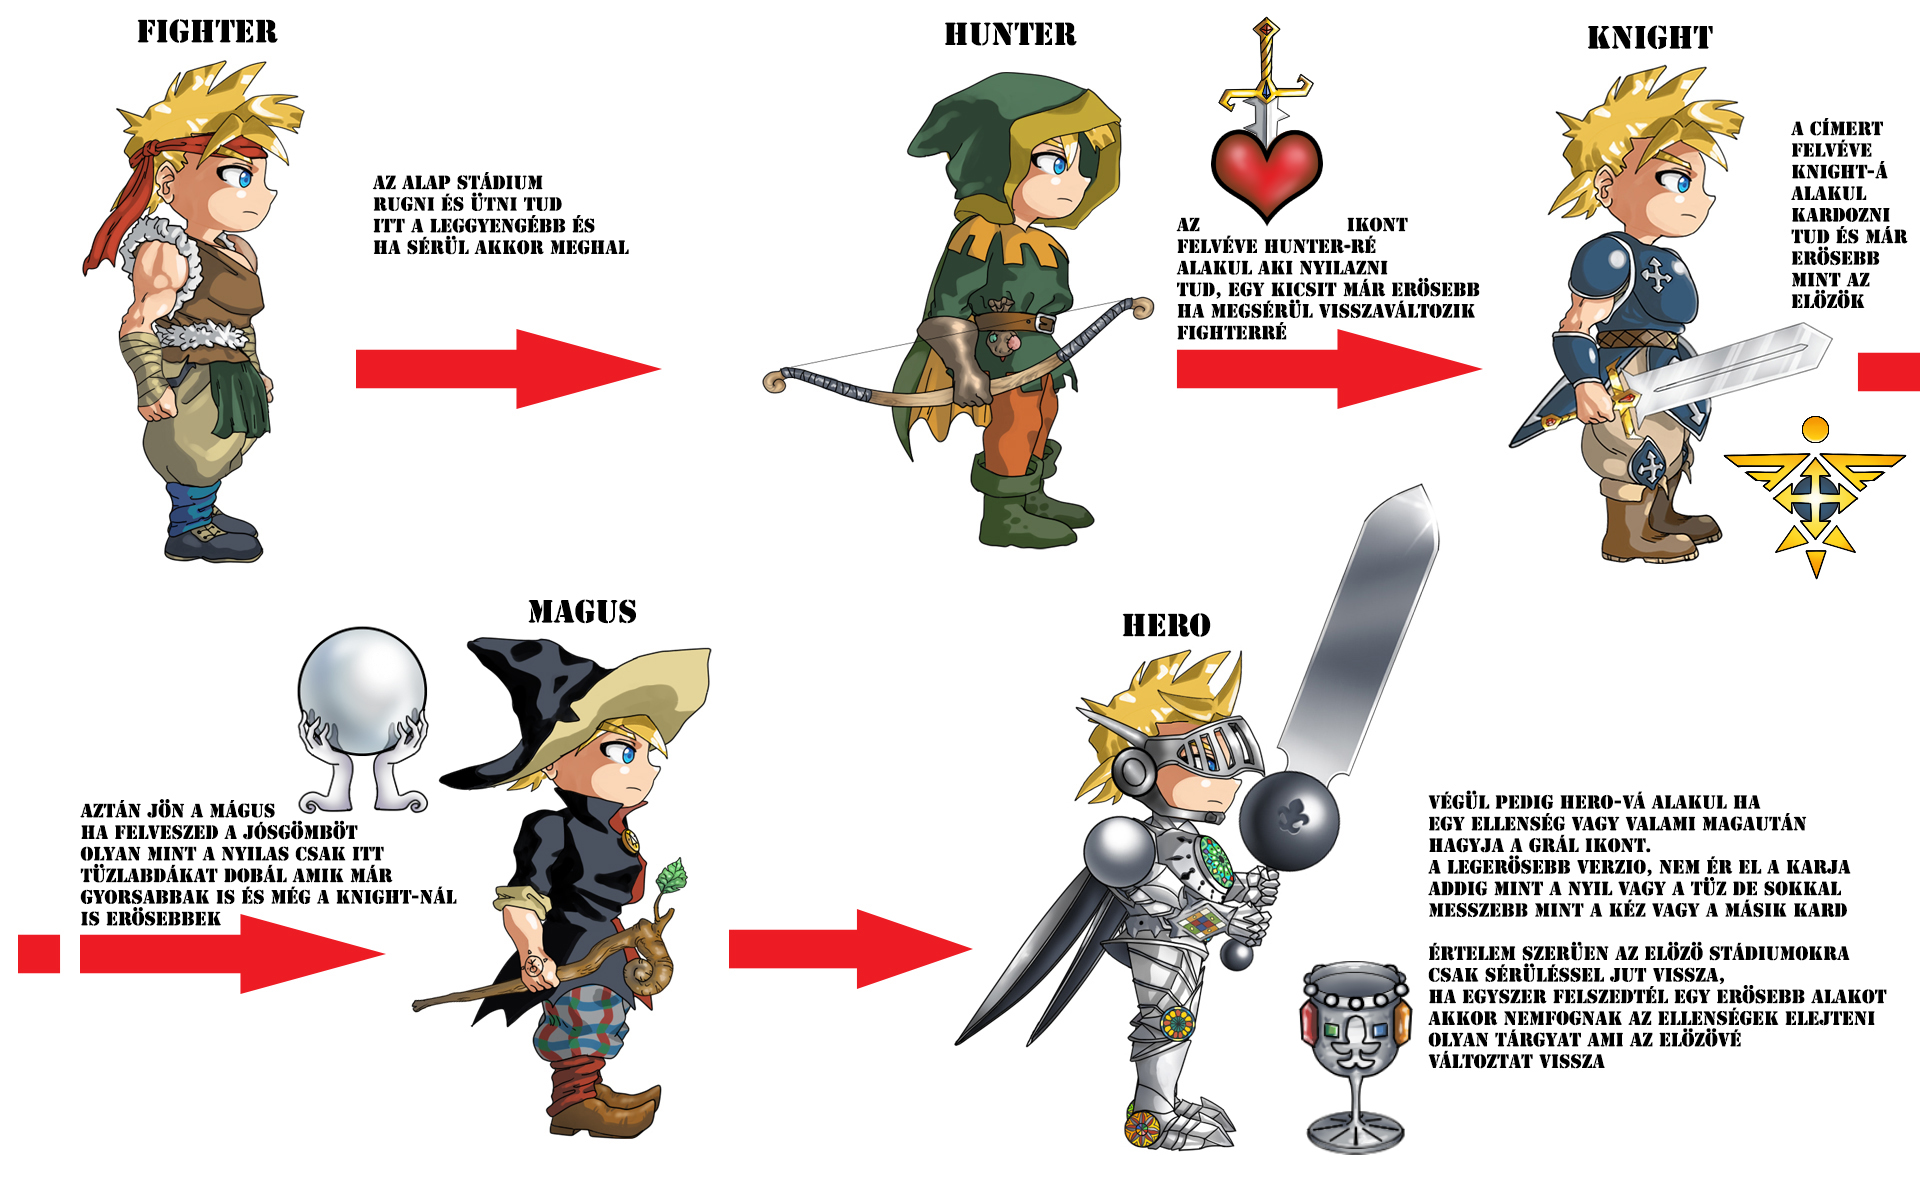 FIGHTER
AZ ALAP STÁDIUM
RUGNI ÉS ÜTNI TUD
ITT A LEGGYENGÉBB ÉS
HA SÉRÜL AKKOR MEGHAL
HUNTER
AZ IKONT
FELVÉVE HUNTER-RÉ
ALAKUL AKI NYILAZNI
TUD, EGY KICSIT MÁR ERÖSEBB
HA MEGSÉRÜL VISSZAVÁLTOZIK
FIGHTERRÉ
KNIGHT
A CÍMERT
FELVÉVE
KNIGHT-Á
ALAKUL
KARDOZNI
TUD ÉS MÁR
ERÖSEBB
MINT AZ
ELÖZÖK
MAGUS
AZTÁN JÖN A MÁGUS
HA FELVESZED A JÓSGÖMBÖT
OLYAN MINT A NYILAS CSAK ITT
TÜZLABDÁKAT DOBÁL AMIK MÁR
GYORSABBAK IS ÉS MÉG A KNIGHT-NÁL
IS ERÖSEBBEK
HERO
VÉGÜL PEDIG HERO-VÁ ALAKUL HA
EGY ELLENSÉG VAGY VALAMI MAGAUTÁN
HAGYJA A GRÁL IKONT.
A LEGERÖSEBB VERZIO, NEM ÉR EL A KARJA
ADDIG MINT A NYIL VAGY A TÜZ DE SOKKAL
MESSZEBB MINT A KÉZ VAGY A MÁSIK KARD
ÉRTELEM SZERÜEN AZ ELÖZÖ STÁDIUMOKRA
CSAK SÉRÜLÉSSEL JUT VISSZA,
HA EGYSZER FELSZEDTÉL EGY ERÖSEBB ALAKOT
AKKOR NEMFOGNAK AZ ELLENSÉGEK ELEJTENI
OLYAN TÁRGYAT AMI AZ ELÖZÖVÉ
VÁLTOZTAT VISSZA